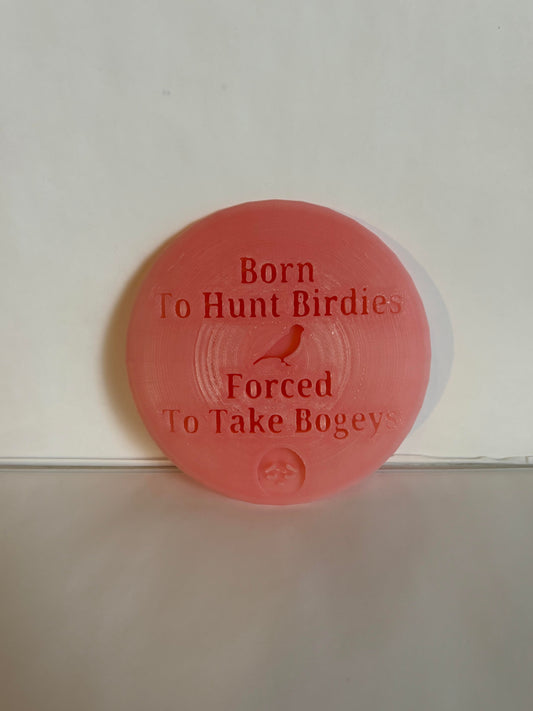 Born
To Hunt Birdies
Forced
To Take Bogeys